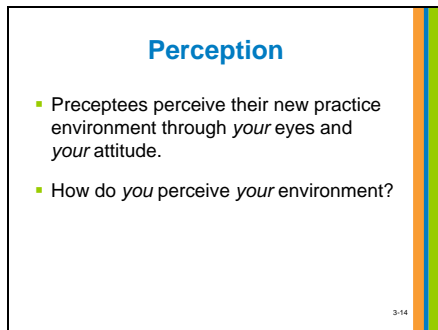 Perception
▪ Preceptees perceive their new practice
environment through your eyes and
your attitude.
▪ How do you perceive your environment?
3-14